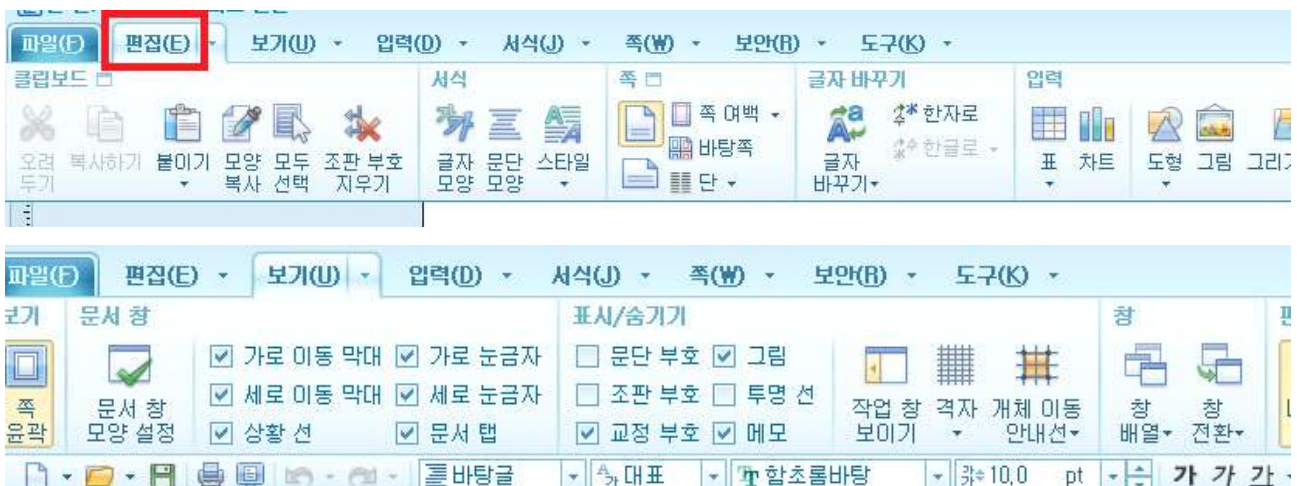 파일(F) 편집(E) 보기(U) 입력(D) 서식(J) 쪽(W) 보안(R) 도구(K)
클립보드 서식 쪽 글자 바꾸기 입력
오려 두기 복사하기 붙이기 모양 복사 모두 선택 조판 부호 지우기 글자 모양 문단 모양 스타일 쪽 여백 바탕쪽 단 글자 바꾸기 한자로 한글로 표 차트 도형 그림
파일(F) 편집(E) 보기(U) 입력(D) 서식(J) 쪽(W) 보안(R) 도구(K)
보기 문서 창 표시/숨기기 창
쪽 윤곽 문서 창 모양 설정
가로 이동 막대 가로 눈금자 문단 부호 그림
세로 이동 막대 세로 눈금자 조판 부호 투명 선
상황 선 문서 탭 교정 부호 메모
작업 창 보이기 격자 개체 이동 안내선 창 배열 창 전환
바탕글 대표 함초롬바탕 10,0 pt 가 가 가